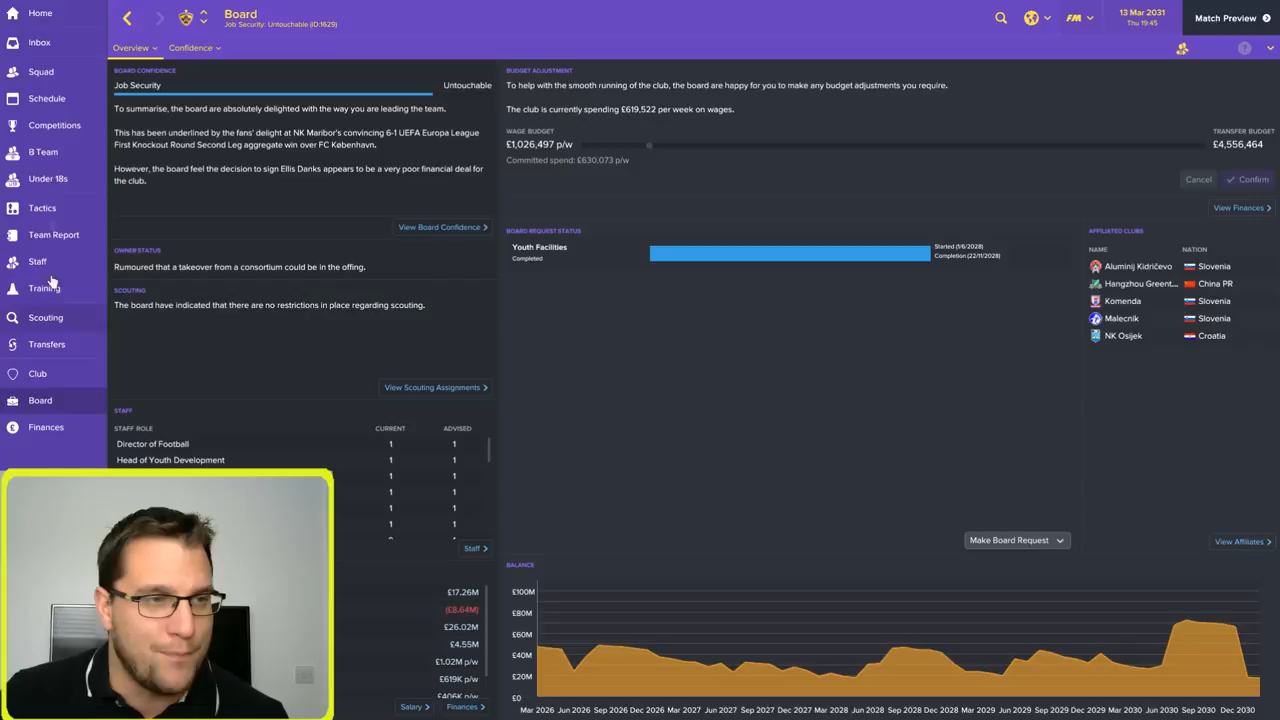 Home
Inbox
Squad
Schedule
Competitions
B Team
Under 18s
Tactics
Team Report
Staff
Training
Scouting
Transfers
Club
Board
Finances
Board
Job Security: Untouchable (ID:1629)
FM
13 Mar 2031
Thu 19:45
Match Preview
Overview
Confidence
BOARD CONFIDENCE
Job Security
Untouchable
To summarise, the board are absolutely delighted with the way you are leading the team.
This has been underlined by the fans' delight at NK Maribor's convincing 6-1 UEFA Europa League
First Knockout Round Second Leg aggregate win over FC København.
However, the board feel the decision to sign Ellis Danks appears to be a very poor financial deal for
the club.
View Board Confidence
OWNER STATUS
Rumoured that a takeover from a consortium could be in the offing.
SCOUTING
The board have indicated that there are no restrictions in place regarding scouting.
View Scouting Assignments
STAFF
STAFF ROLE CURRENT ADVISED
Director of Football 1 1
Head of Youth Development 1 1
1 1
1 1
1 1
1 1
Staff
£17.26M
(£8.64M)
£26.02M
£4.55M
£1.02M p/w
£619K p/w
£406K p/w
Salary
Finances
BUDGET ADJUSTMENT
To help with the smooth running of the club, the board are happy for you to make any budget adjustments you require.
The club is currently spending £619,522 per week on wages.
WAGE BUDGET
£1,026,497 p/w
Committed spend: £630,073 p/w
TRANSFER BUDGET
£4,556,464
Cancel
Confirm
View Finances
BOARD REQUEST STATUS
Youth Facilities
Completed
Started (1/6/2028)
Completion (22/11/2028)
Make Board Request
AFFILIATED CLUBS
NAME NATION
Aluminij Kidričevo Slovenia
Hangzhou Greent... China PR
Komenda Slovenia
Malecnik Slovenia
NK Osijek Croatia
View Affiliates
BALANCE
£100M
£80M
£60M
£40M
£20M
£0
Mar 2026 Jun 2026 Sep 2026 Dec 2026 Mar 2027 Jun 2027 Sep 2027 Dec 2027 Mar 2028 Jun 2028 Sep 2028 Dec 2028 Mar 2029 Jun 2029 Sep 2029 Dec 2029 Mar 2030 Jun 2030 Sep 2030 Dec 2030